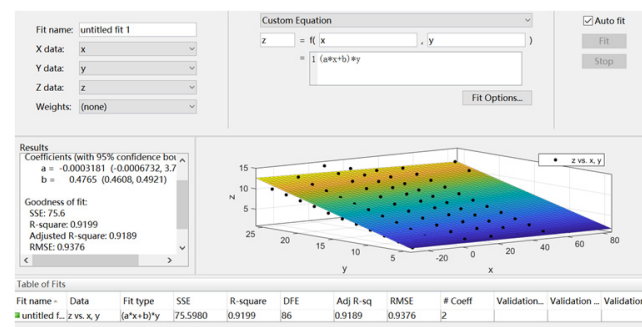 Fit name: untitled fit 1
X data: x
Y data: y
Z data: z
Weights: (none)
Custom Equation
z = f( x , y )
= 1 (a*x+b)*y
Fit Options...
Auto fit
Fit
Stop
Results
Coefficients (with 95% confidence bou
a = -0.0003181 (-0.0006732, 3.7
b = 0.4765 (0.4608, 0.4921)
Goodness of fit:
SSE: 75.6
R-square: 0.9199
Adjusted R-square: 0.9189
RMSE: 0.9376
z vs. x, y
15
10
5
z
25
20
15
10
5
y
-20
0
20
40
60
80
x
Table of Fits
Fit name Data Fit type SSE R-square DFE Adj R-sq RMSE # Coeff Validation... Validation ... Validation
untitled f... z vs. x, y (a*x+b)*y 75.5980 0.9199 86 0.9189 0.9376 2